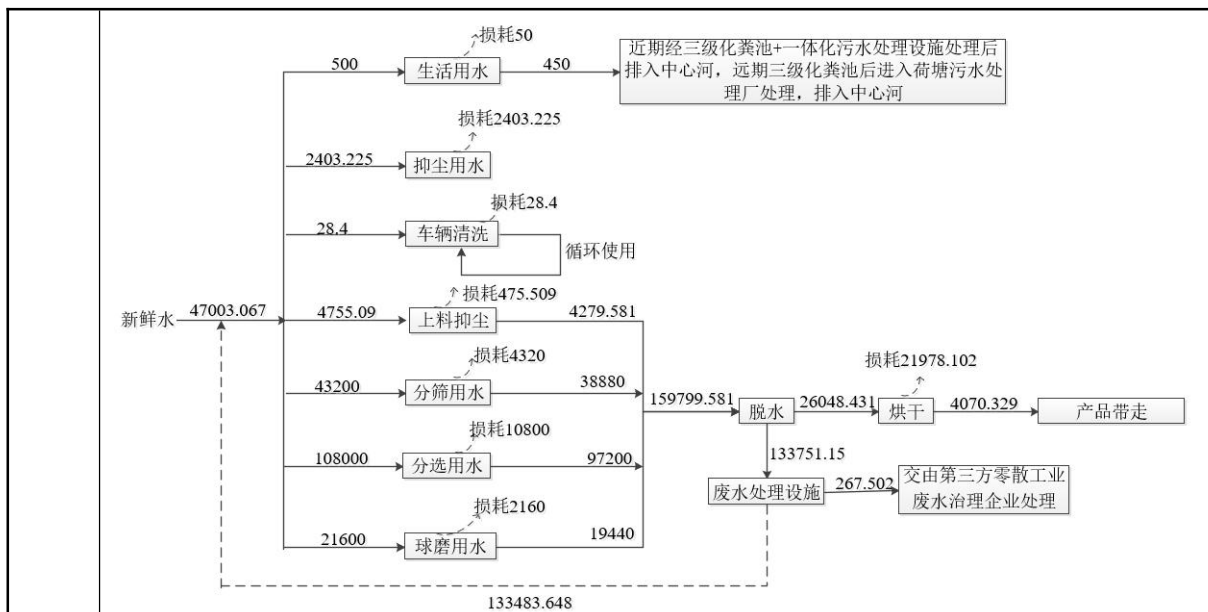 损耗50
500
生活用水
450
近期经三级化粪池+一体化污水处理设施处理后
排入中心河，远期三级化粪池后进入荷塘污水处
理厂处理，排入中心河
损耗2403.225
2403.225
抑尘用水
损耗28.4
28.4
车辆清洗
循环使用
新鲜水
47003.067
损耗475.509
4755.09
上料抑尘
4279.581
损耗4320
43200
分筛用水
38880
159799.581
脱水
26048.431
损耗21978.102
烘干
4070.329
产品带走
损耗10800
108000
分选用水
97200
133751.15
废水处理设施
267.502
交由第三方零散工业
废水治理企业处理
损耗2160
21600
球磨用水
19440
133483.648